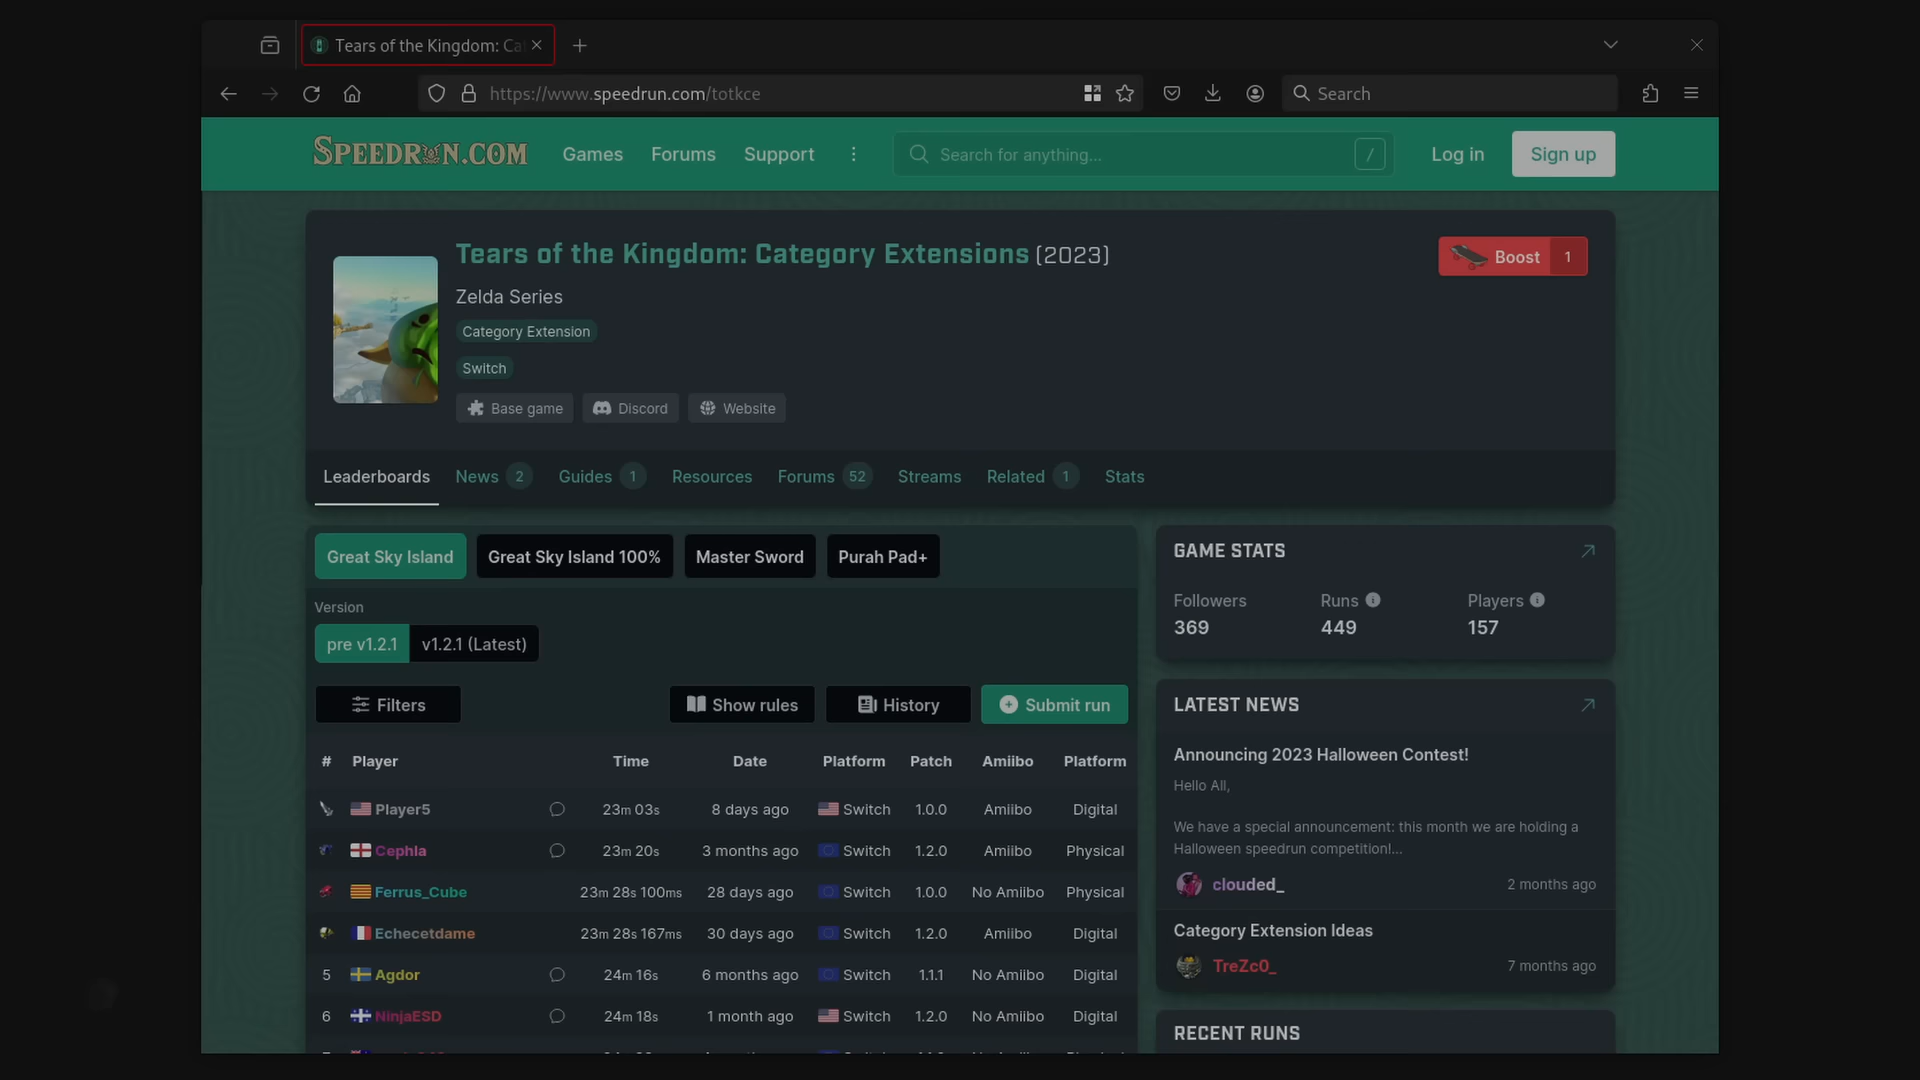 Tears of the Kingdom: Ca
https://www.speedrun.com/totkce
Search
SPEEDRUN.COM
Games
Forums
Support
Search for anything...
/
Log in
Sign up
Tears of the Kingdom: Category Extensions (2023)
Boost 1
Zelda Series
Category Extension
Switch
Base game
Discord
Website
Leaderboards
News 2
Guides 1
Resources
Forums 52
Streams
Related 1
Stats
Great Sky Island
Great Sky Island 100%
Master Sword
Purah Pad+
Version
pre v1.2.1
v1.2.1 (Latest)
Filters
Show rules
History
Submit run
# Player Time Date Platform Patch Amiibo Platform
Player5 23m 03s 8 days ago Switch 1.0.0 Amiibo Digital
Cephla 23m 20s 3 months ago Switch 1.2.0 Amiibo Physical
Ferrus_Cube 23m 28s 100ms 28 days ago Switch 1.0.0 No Amiibo Physical
Echecetdame 23m 28s 167ms 30 days ago Switch 1.2.0 Amiibo Digital
5 Agdor 24m 16s 6 months ago Switch 1.1.1 No Amiibo Digital
6 NinjaESD 24m 18s 1 month ago Switch 1.2.0 No Amiibo Digital
GAME STATS
Followers Runs Players
369 449 157
LATEST NEWS
Announcing 2023 Halloween Contest!
Hello All,
We have a special announcement: this month we are holding a
Halloween speedrun competition!...
clouded_ 2 months ago
Category Extension Ideas
TreZc0_ 7 months ago
RECENT RUNS